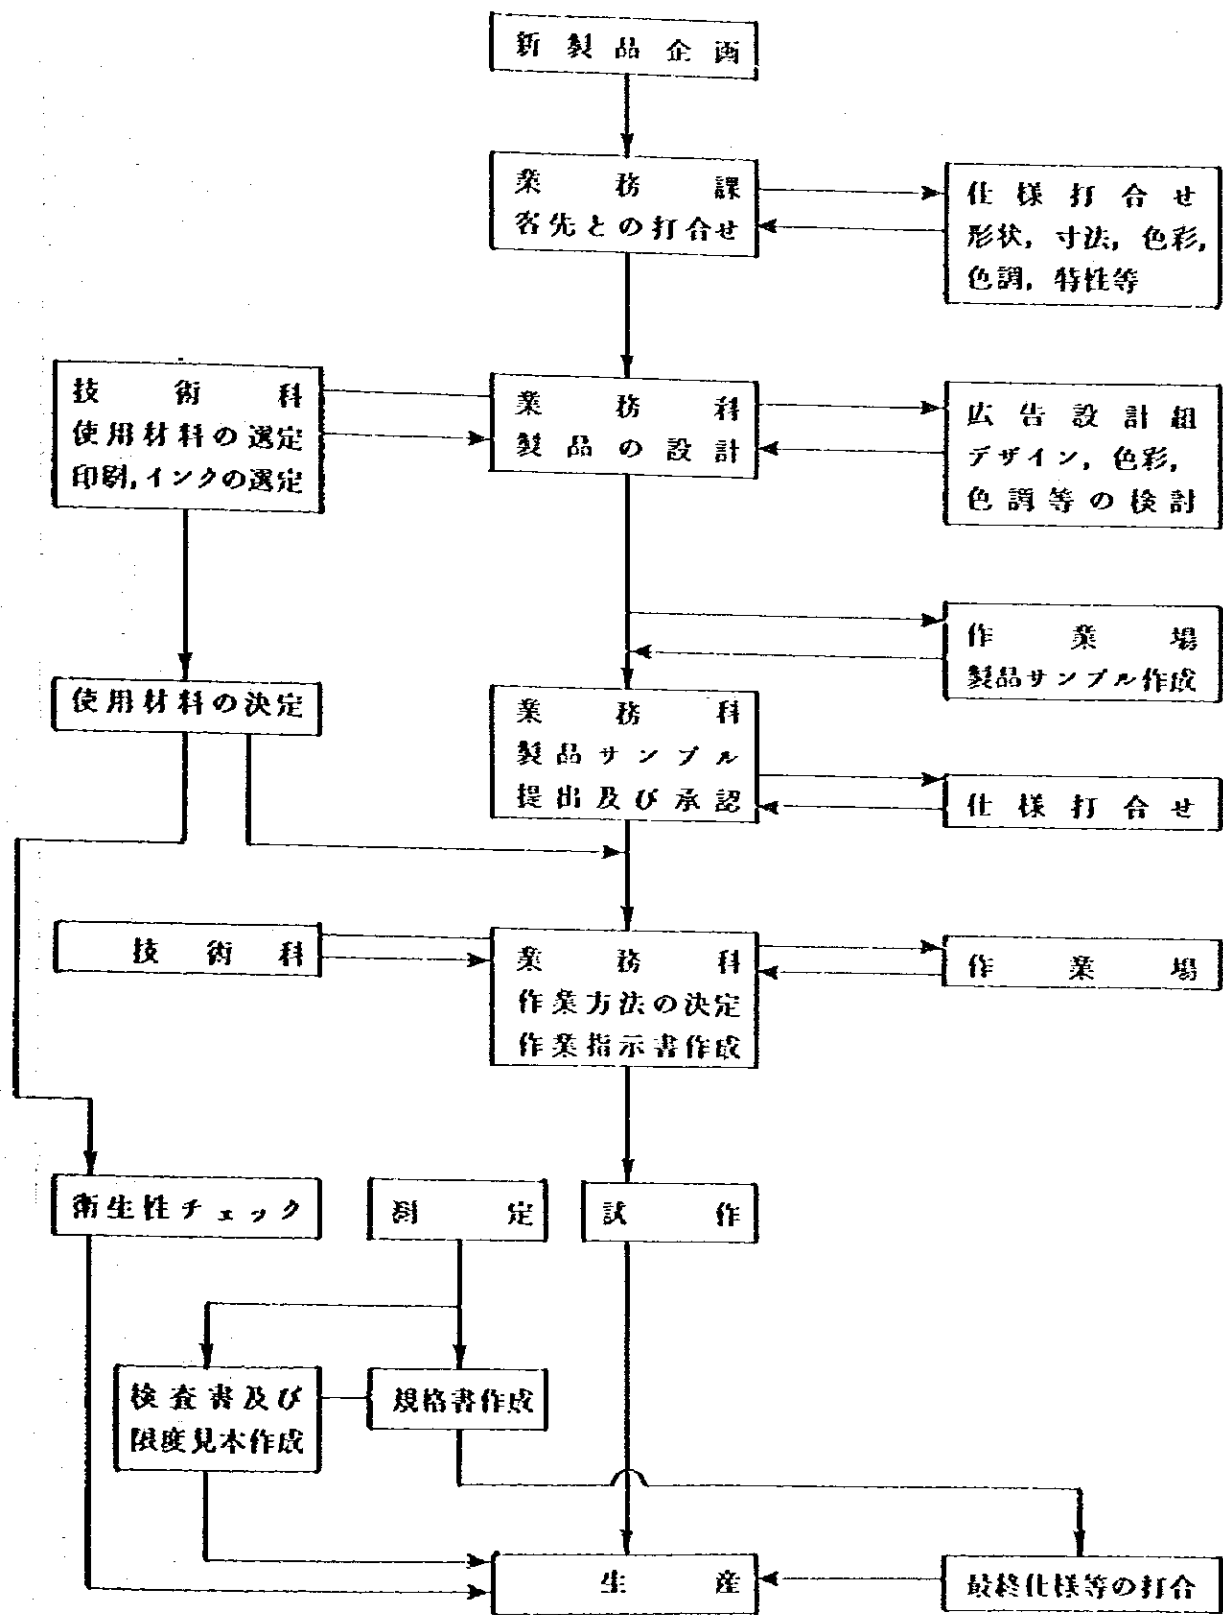 新製品企画
業務課
客先との打合せ
仕様打合せ
形状，寸法，色彩，
色調，特性等
技術科
使用材料の選定
印刷，インクの選定
業務科
製品の設計
広告設計組
デザイン，色彩，
色調等の検討
作業場
製品サンプル作成
使用材料の決定
業務科
製品サンプル
提出及び承認
仕様打合せ
技術科
業務科
作業方法の決定
作業指示書作成
作業場
衛生性チェック
測定
試作
検査書及び
限度見本作成
規格書作成
生産
最終仕様等の打合